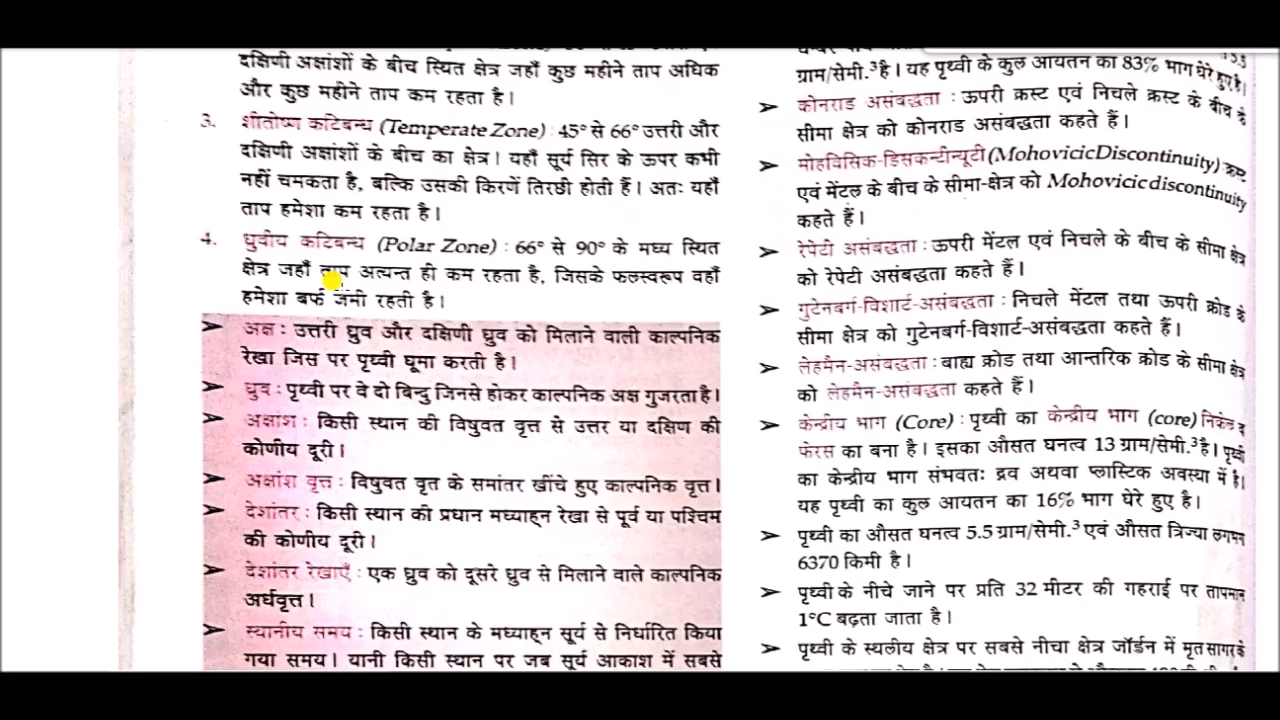 दक्षिणी अक्षांशों के बीच स्थित क्षेत्र जहाँ कुछ महीने ताप अधिक
और कुछ महीने ताप कम रहता है।
3. शीतोष्ण कटिबन्ध (Temperate Zone) : 45° से 66° उत्तरी और
दक्षिणी अक्षांशों के बीच का क्षेत्र। यहाँ सूर्य सिर के ऊपर कभी
नहीं चमकता है, बल्कि उसकी किरणें तिरछी होती हैं। अतः यहाँ
ताप हमेशा कम रहता है।
4. ध्रुवीय कटिबन्ध (Polar Zone) : 66° से 90° के मध्य स्थित
क्षेत्र जहाँ ताप अत्यन्त ही कम रहता है, जिसके फलस्वरूप वहाँ
हमेशा बर्फ जमी रहती है।
➤ अक्ष : उत्तरी ध्रुव और दक्षिणी ध्रुव को मिलाने वाली काल्पनिक
रेखा जिस पर पृथ्वी घूमा करती है।
➤ ध्रुव : पृथ्वी पर वे दो बिन्दु जिनसे होकर काल्पनिक अक्ष गुजरता है।
➤ अक्षांश : किसी स्थान की विषुवत वृत्त से उत्तर या दक्षिण की
कोणीय दूरी।
➤ अक्षांश वृत्त : विषुवत वृत के समांतर खींचे हुए काल्पनिक वृत्त।
➤ देशांतर : किसी स्थान की प्रधान मध्याह्न रेखा से पूर्व या पश्चिम
की कोणीय दूरी।
➤ देशांतर रेखाएँ : एक ध्रुव को दूसरे ध्रुव से मिलाने वाले काल्पनिक
अर्धवृत्त।
➤ स्थानीय समय : किसी स्थान के मध्याह्न सूर्य से निर्धारित किया
गया समय। यानी किसी स्थान पर जब सूर्य आकाश में सबसे
ग्राम/सेमी.³ है। यह पृथ्वी के कुल आयतन का 83% भाग घेरे हुए है।
➤ कोनराड असंबद्धता : ऊपरी क्रस्ट एवं निचले क्रस्ट के बीच के
सीमा क्षेत्र को कोनराड असंबद्धता कहते हैं।
➤ मोहविसिक-डिसकन्टीन्यूटी (Mohovicic Discontinuity) क्रस्ट
एवं मेंटल के बीच के सीमा-क्षेत्र को Mohovicic discontinuity
कहते हैं।
➤ रेपेटी असंबद्धता : ऊपरी मेंटल एवं निचले के बीच के सीमा क्षेत्र
को रेपेटी असंबद्धता कहते हैं।
➤ गुटेनबर्ग-विशार्ट-असंबद्धता : निचले मेंटल तथा ऊपरी क्रोड के
सीमा क्षेत्र को गुटेनबर्ग-विशार्ट-असंबद्धता कहते हैं।
➤ लेहमैन-असंबद्धता : बाह्य क्रोड तथा आन्तरिक क्रोड के सीमा क्षेत्र
को लेहमैन-असंबद्धता कहते हैं।
➤ केन्द्रीय भाग (Core) : पृथ्वी का केन्द्रीय भाग (core) निकेल व
फेरस का बना है। इसका औसत घनत्व 13 ग्राम/सेमी.³ है। पृथ्वी
का केन्द्रीय भाग संभवतः द्रव अथवा प्लास्टिक अवस्था में है।
यह पृथ्वी का कुल आयतन का 16% भाग घेरे हुए है।
➤ पृथ्वी का औसत घनत्व 5.5 ग्राम/सेमी.³ एवं औसत त्रिज्या लगभग
6370 किमी है।
➤ पृथ्वी के नीचे जाने पर प्रति 32 मीटर की गहराई पर तापमान
1°C बढ़ता जाता है।
➤ पृथ्वी के स्थलीय क्षेत्र पर सबसे नीचा क्षेत्र जॉर्डन में मृत सागर के